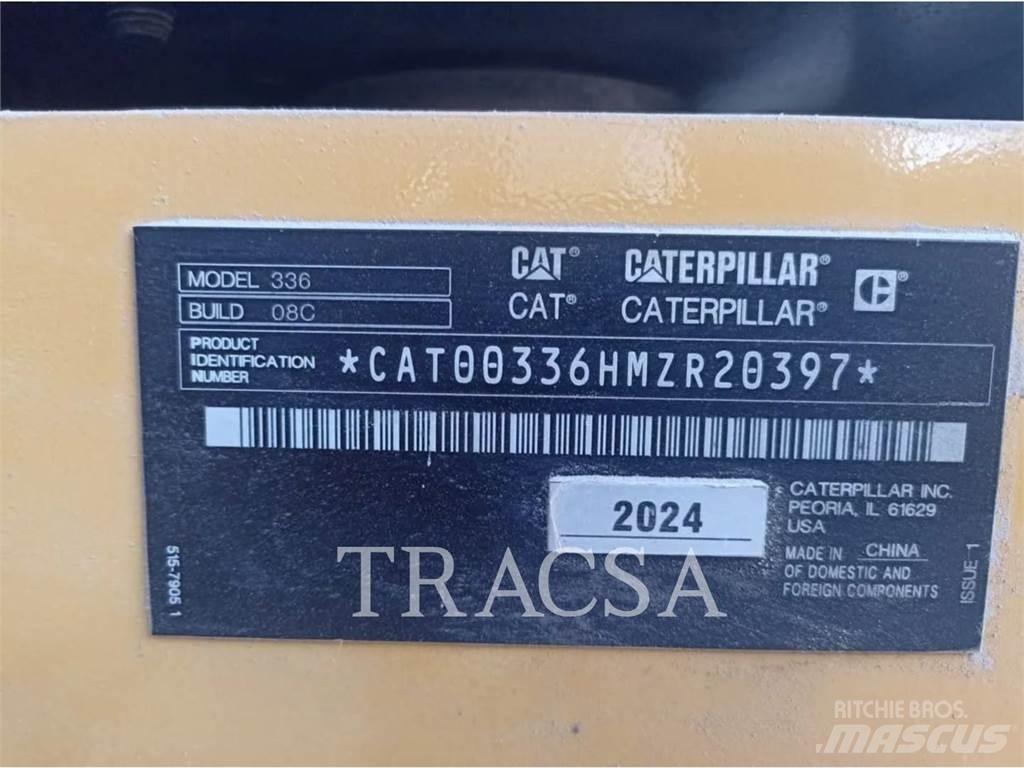 MODEL 336
BUILD 08C
CAT® CATERPILLAR® C®
CAT® CATERPILLAR®
PRODUCT
IDENTIFICATION
NUMBER
*CAT00336HMZR20397*
2024
CATERPILLAR INC.
PEORIA, IL 61629
USA
MADE IN CHINA
OF DOMESTIC AND
FOREIGN COMPONENTS
ISSUE 1
515-7905 1
TRACSA
RITCHIE BROS.
MASCUS